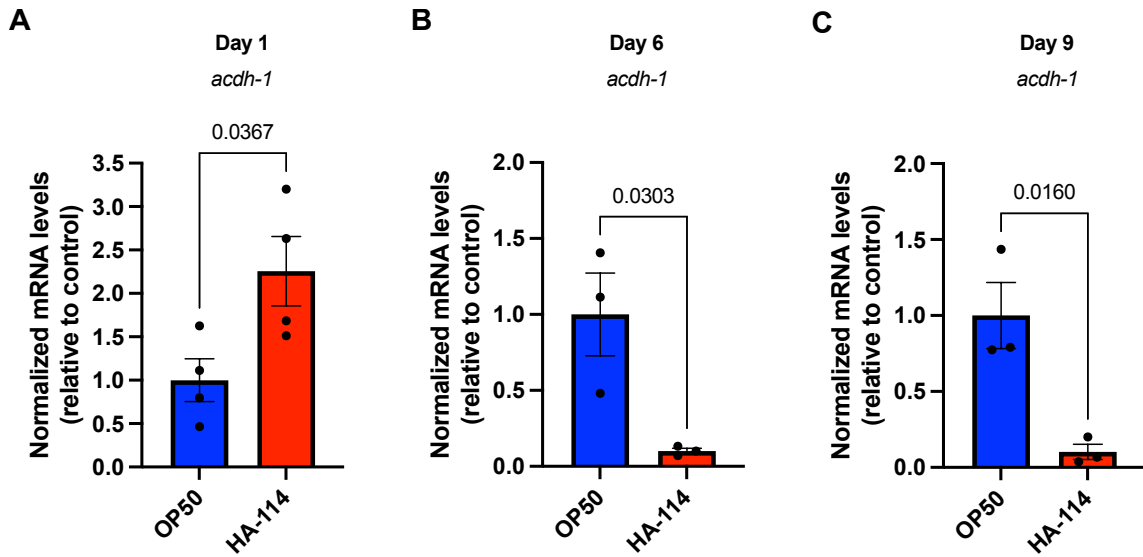 A
Day 1
acdh-1
0.0367
Normalized mRNA levels
(relative to control)
3.5
3.0
2.5
2.0
1.5
1.0
0.5
0.0
OP50
HA-114
B
Day 6
acdh-1
0.0303
Normalized mRNA levels
(relative to control)
2.0
1.5
1.0
0.5
0.0
OP50
HA-114
C
Day 9
acdh-1
0.0160
Normalized mRNA levels
(relative to control)
2.0
1.5
1.0
0.5
0.0
OP50
HA-114